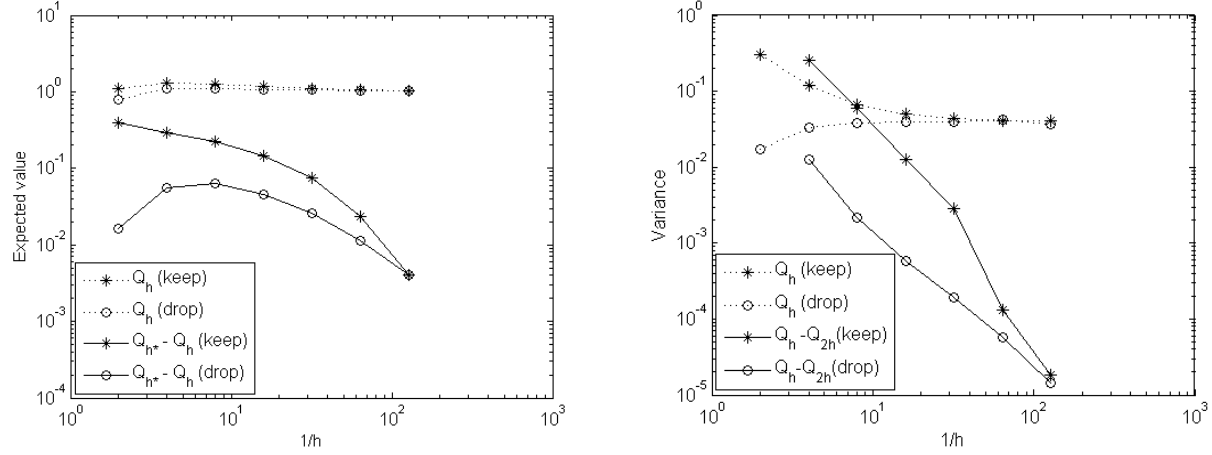 10^1
10^0
10^-1
10^-2
10^-3
10^-4
Expected value
Q_h (keep)
Q_h (drop)
Q_h* - Q_h (keep)
Q_h* - Q_h (drop)
10^0
10^1
10^2
10^3
1/h
10^0
10^-1
10^-2
10^-3
10^-4
10^-5
Variance
Q_h (keep)
Q_h (drop)
Q_h -Q_2h(keep)
Q_h-Q_2h(drop)
10^0
10^1
10^2
10^3
1/h